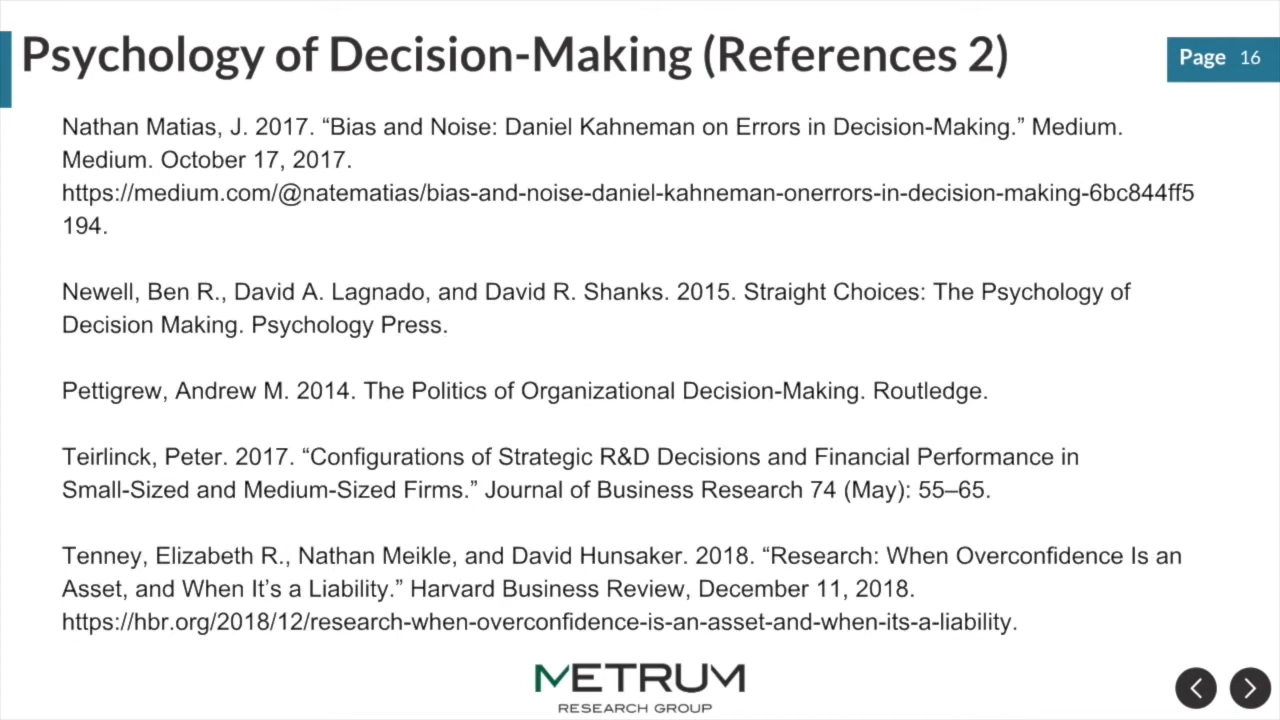 Psychology of Decision-Making (References 2)
Page 16
Nathan Matias, J. 2017. “Bias and Noise: Daniel Kahneman on Errors in Decision-Making.” Medium.
Medium. October 17, 2017.
https://medium.com/@natematias/bias-and-noise-daniel-kahneman-onerrors-in-decision-making-6bc844ff5
194.
Newell, Ben R., David A. Lagnado, and David R. Shanks. 2015. Straight Choices: The Psychology of
Decision Making. Psychology Press.
Pettigrew, Andrew M. 2014. The Politics of Organizational Decision-Making. Routledge.
Teirlinck, Peter. 2017. “Configurations of Strategic R&D Decisions and Financial Performance in
Small-Sized and Medium-Sized Firms.” Journal of Business Research 74 (May): 55–65.
Tenney, Elizabeth R., Nathan Meikle, and David Hunsaker. 2018. “Research: When Overconfidence Is an
Asset, and When It’s a Liability.” Harvard Business Review, December 11, 2018.
https://hbr.org/2018/12/research-when-overconfidence-is-an-asset-and-when-its-a-liability.
METRUM
RESEARCH GROUP